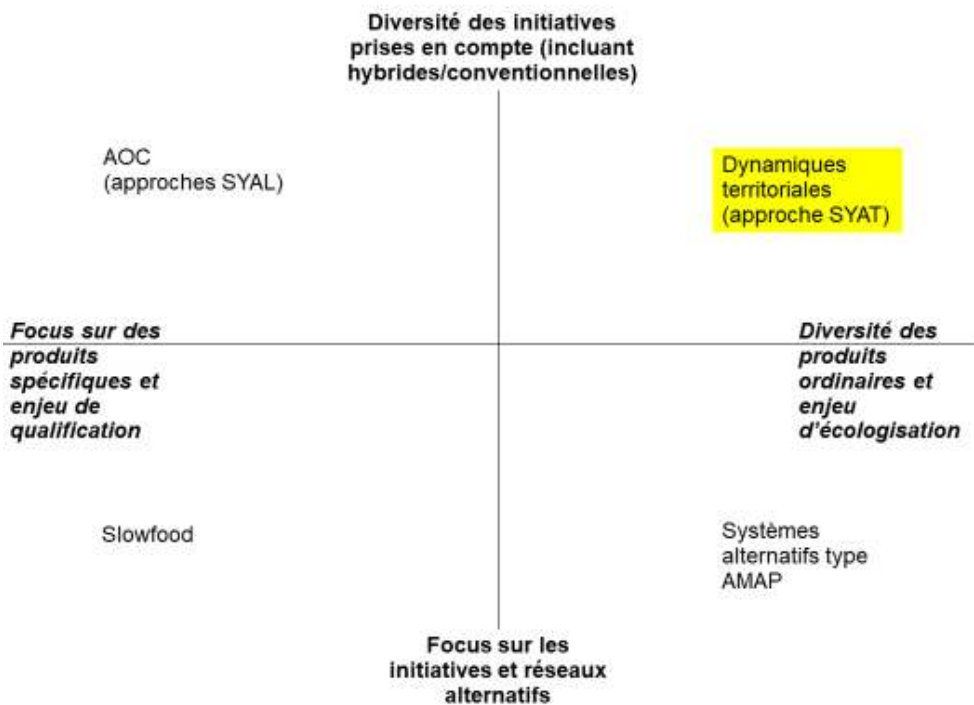 Diversité des initiatives
prises en compte (incluant
hybrides/conventionnelles)
AOC
(approches SYAL)
Dynamiques
territoriales
(approche SYAT)
Focus sur des
produits
spécifiques et
enjeu de
qualification
Diversité des
produits
ordinaires et
enjeu
d'écologisation
Slowfood
Systèmes
alternatifs type
AMAP
Focus sur les
initiatives et réseaux
alternatifs